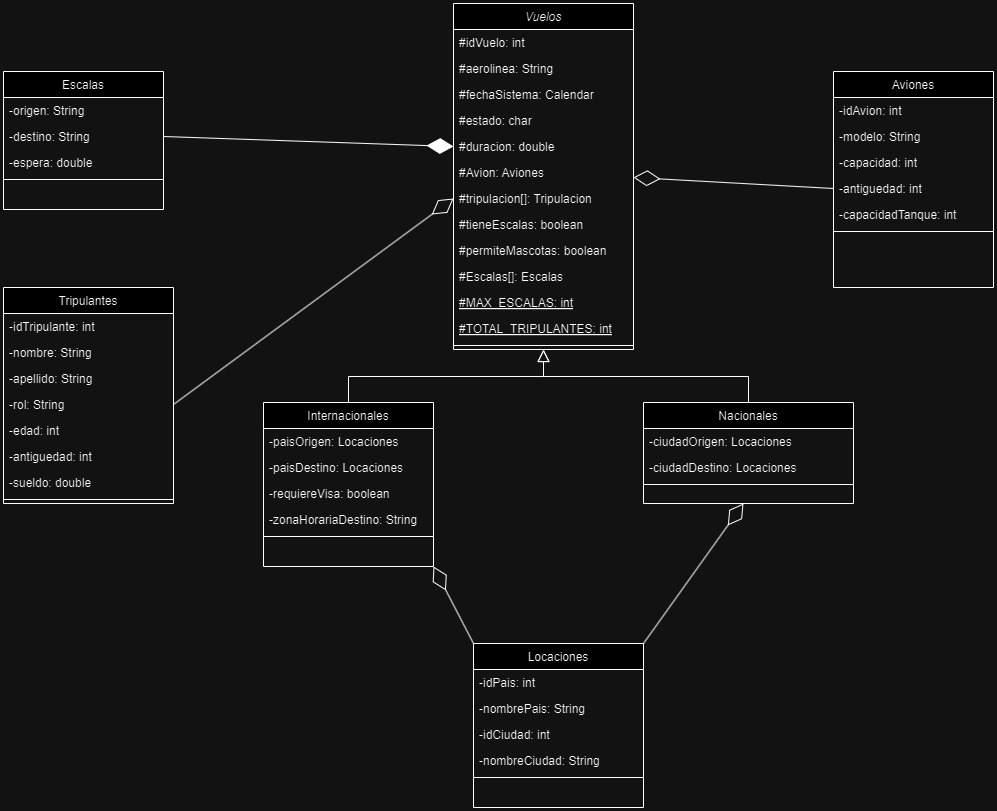 Vuelos
#idVuelo: int
#aerolinea: String
#fechaSistema: Calendar
#estado: char
#duracion: double
#Avion: Aviones
#tripulacion[]: Tripulacion
#tieneEscalas: boolean
#permiteMascotas: boolean
#Escalas[]: Escalas
#MAX_ESCALAS: int
#TOTAL_TRIPULANTES: int
Escalas
-origen: String
-destino: String
-espera: double
Aviones
-idAvion: int
-modelo: String
-capacidad: int
-antiguedad: int
-capacidadTanque: int
Tripulantes
-idTripulante: int
-nombre: String
-apellido: String
-rol: String
-edad: int
-antiguedad: int
-sueldo: double
Internacionales
-paisOrigen: Locaciones
-paisDestino: Locaciones
-requiereVisa: boolean
-zonaHorariaDestino: String
Nacionales
-ciudadOrigen: Locaciones
-ciudadDestino: Locaciones
Locaciones
-idPais: int
-nombrePais: String
-idCiudad: int
-nombreCiudad: String